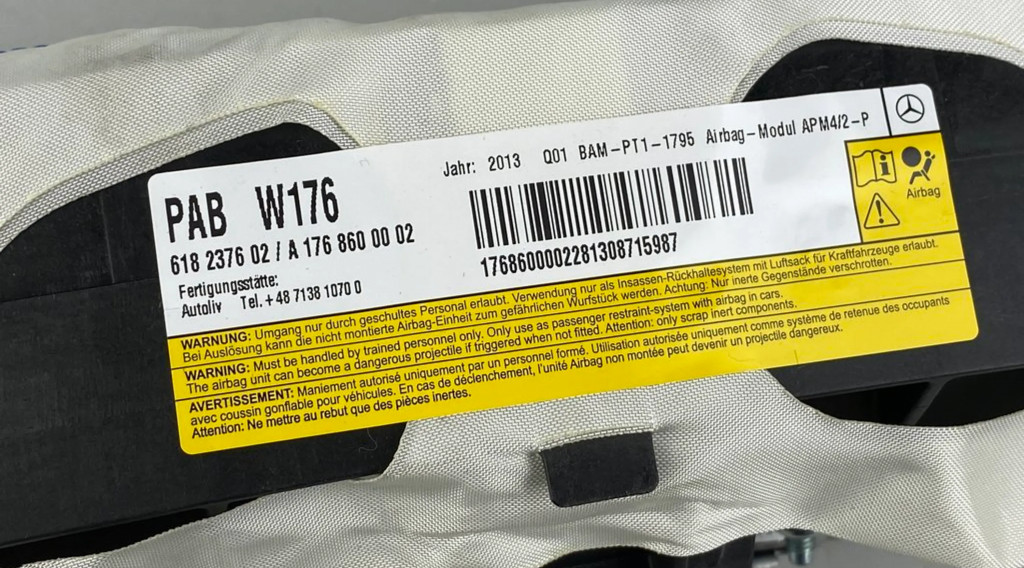 Jahr: 2013 Q01 BAM-PT1-1795 Airbag-Modul APM4/2-P
PAB W176
618 2376 02 / A 176 860 00 02
1768600002281308715987
Fertigungsstätte:
Autoliv Tel. +48 7138 1070 0
Airbag
WARNUNG: Umgang nur durch geschultes Personal erlaubt. Verwendung nur als Insassen-Rückhaltesystem mit Luftsack für Kraftfahrzeuge erlaubt.
Bei Auslösung kann die nicht montierte Airbag-Einheit zum gefährlichen Wurfstück werden. Achtung: Nur inerte Gegenstände verschrotten.
WARNING: Must be handled by trained personnel only. Only use as passenger restraint-system with airbag in cars.
The airbag unit can become a dangerous projectile if triggered when not fitted. Attention: only scrap inert components.
AVERTISSEMENT: Maniement autorisé uniquement par un personnel formé. Utilisation autorisée uniquement comme système de retenue des occupants
avec coussin gonflable pour véhicules. En cas de déclenchement, l'unité Airbag non montée peut devenir un projectile dangereux.
Attention: Ne mettre au rebut que des pièces inertes.